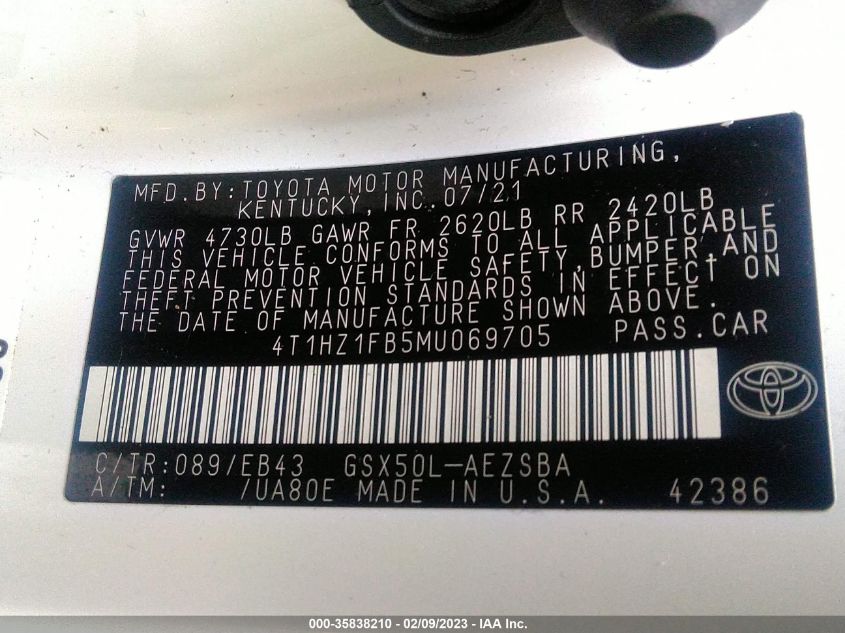 MFD. BY: TOYOTA MOTOR MANUFACTURING,
KENTUCKY, INC. 07/21
GVWR 4730LB GAWR FR 2620LB RR 2420LB
THIS VEHICLE CONFORMS TO ALL APPLICABLE
FEDERAL MOTOR VEHICLE SAFETY, BUMPER, AND
THEFT PREVENTION STANDARDS IN EFFECT ON
THE DATE OF MANUFACTURE SHOWN ABOVE.
4T1HZ1FB5MU069705 PASS. CAR
C/TR: 089/EB43 GSX50L-AEZSBA
A/TM: /UA80E MADE IN U.S.A. 42386
000-35838210 - 02/09/2023 - IAA Inc.